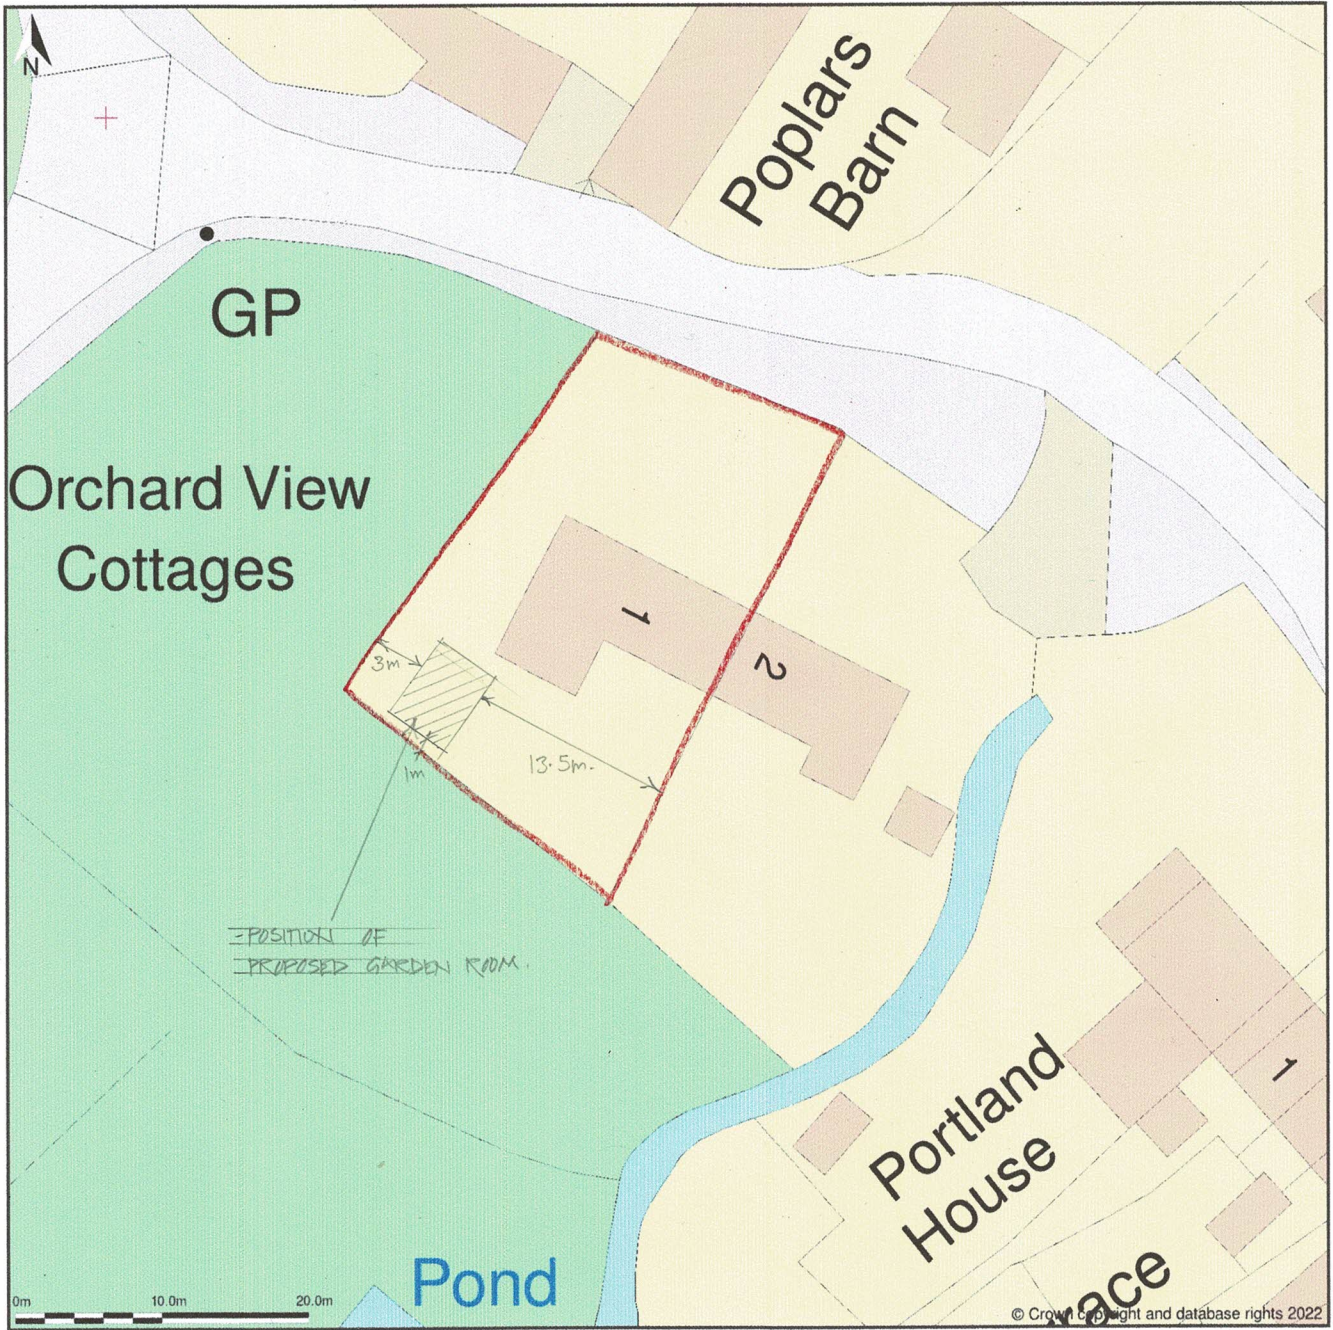 N
Poplars
Barn
GP
Orchard View
Cottages
1
2
3m
13.5m.
1m
-POSITION OF
PROPOSED GARDEN ROOM.
Portland
House
1
Pond
race
0m 10.0m 20.0m
© Crown copyright and database rights 2022